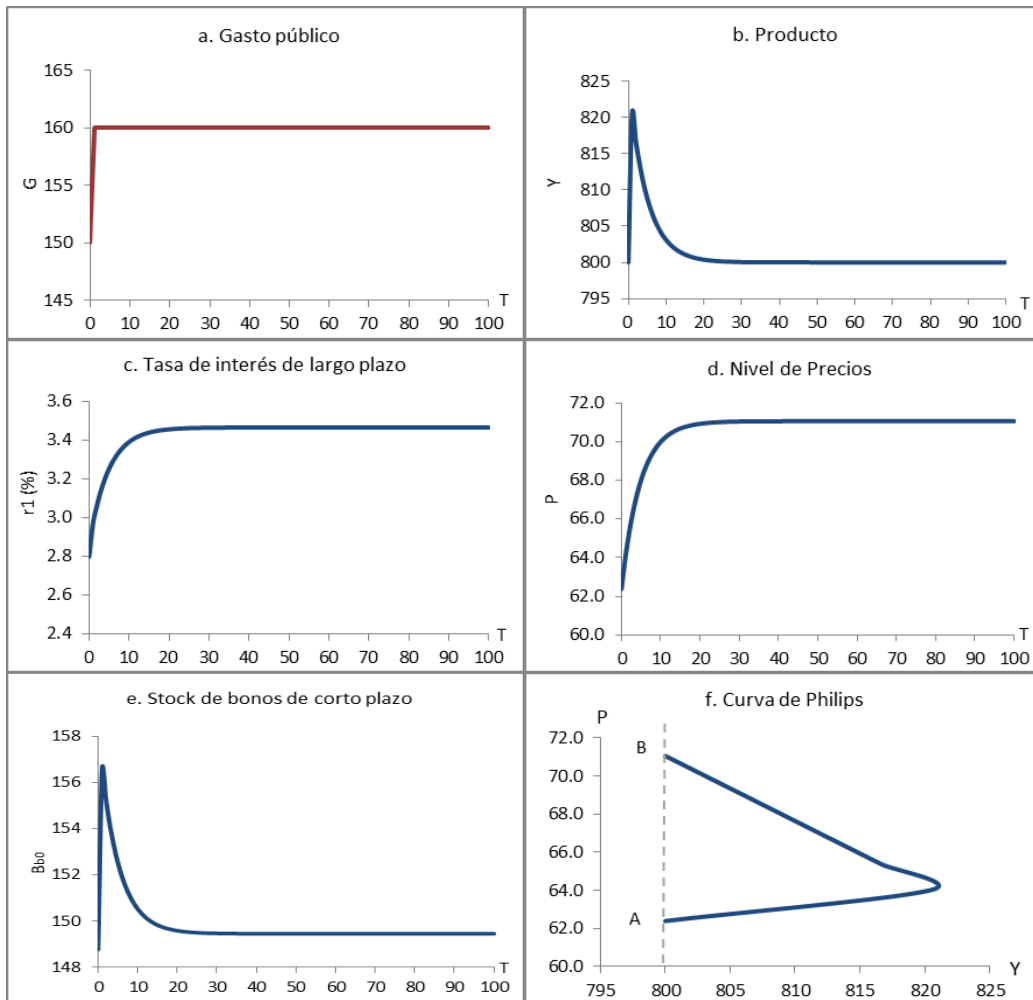 a. Gasto público
165
160
155
150
145
G
0 10 20 30 40 50 60 70 80 90 100
T
b. Producto
825
820
815
810
805
800
795
Y
0 10 20 30 40 50 60 70 80 90 100
T
c. Tasa de interés de largo plazo
3.6
3.4
3.2
3.0
2.8
2.6
2.4
r1 (%)
0 10 20 30 40 50 60 70 80 90 100
T
d. Nivel de Precios
72.0
70.0
68.0
66.0
64.0
62.0
60.0
P
0 10 20 30 40 50 60 70 80 90 100
T
e. Stock de bonos de corto plazo
158
156
154
152
150
148
Bb0
0 10 20 30 40 50 60 70 80 90 100
T
f. Curva de Philips
P
72.0
70.0
68.0
66.0
64.0
62.0
60.0
B
A
Y
795 800 805 810 815 820 825